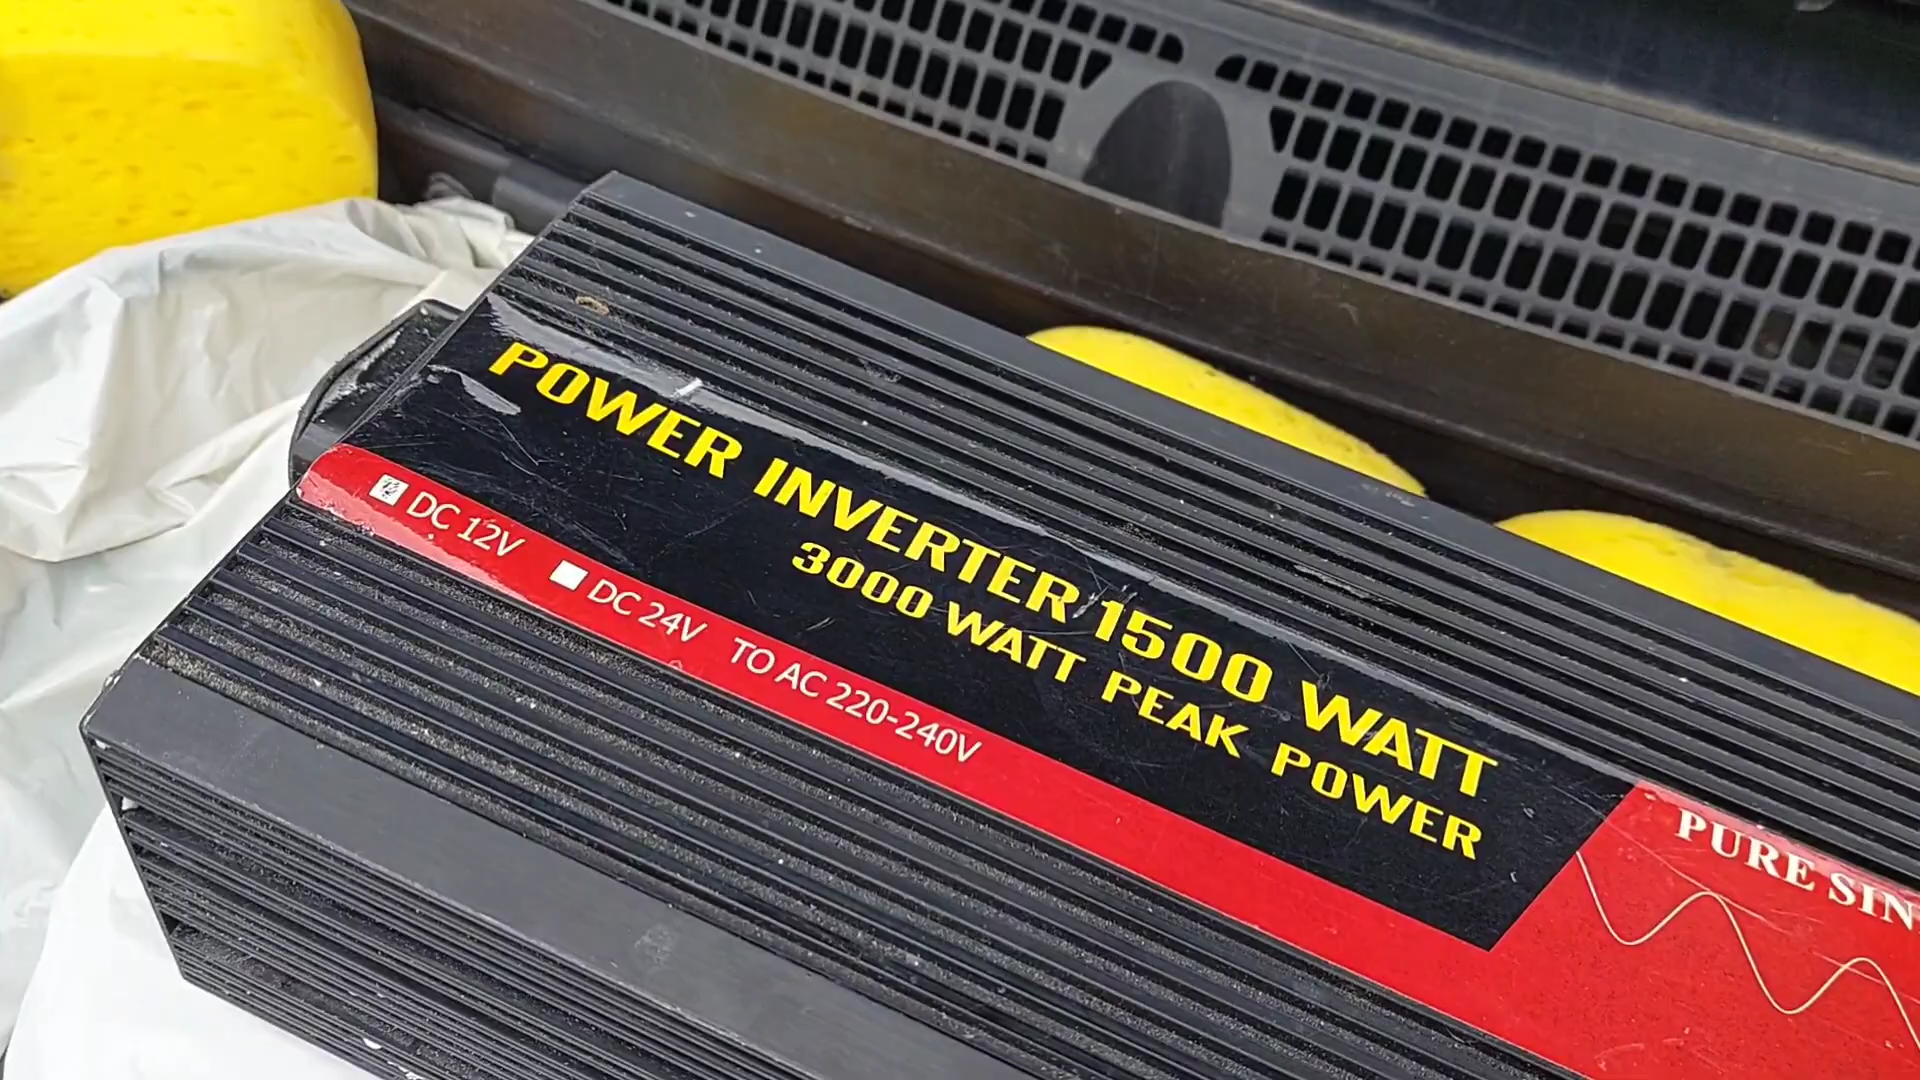 POWER INVERTER 1500 WATT
3000 WATT PEAK POWER
DC 12V DC 24V TO AC 220-240V
PURE SIN